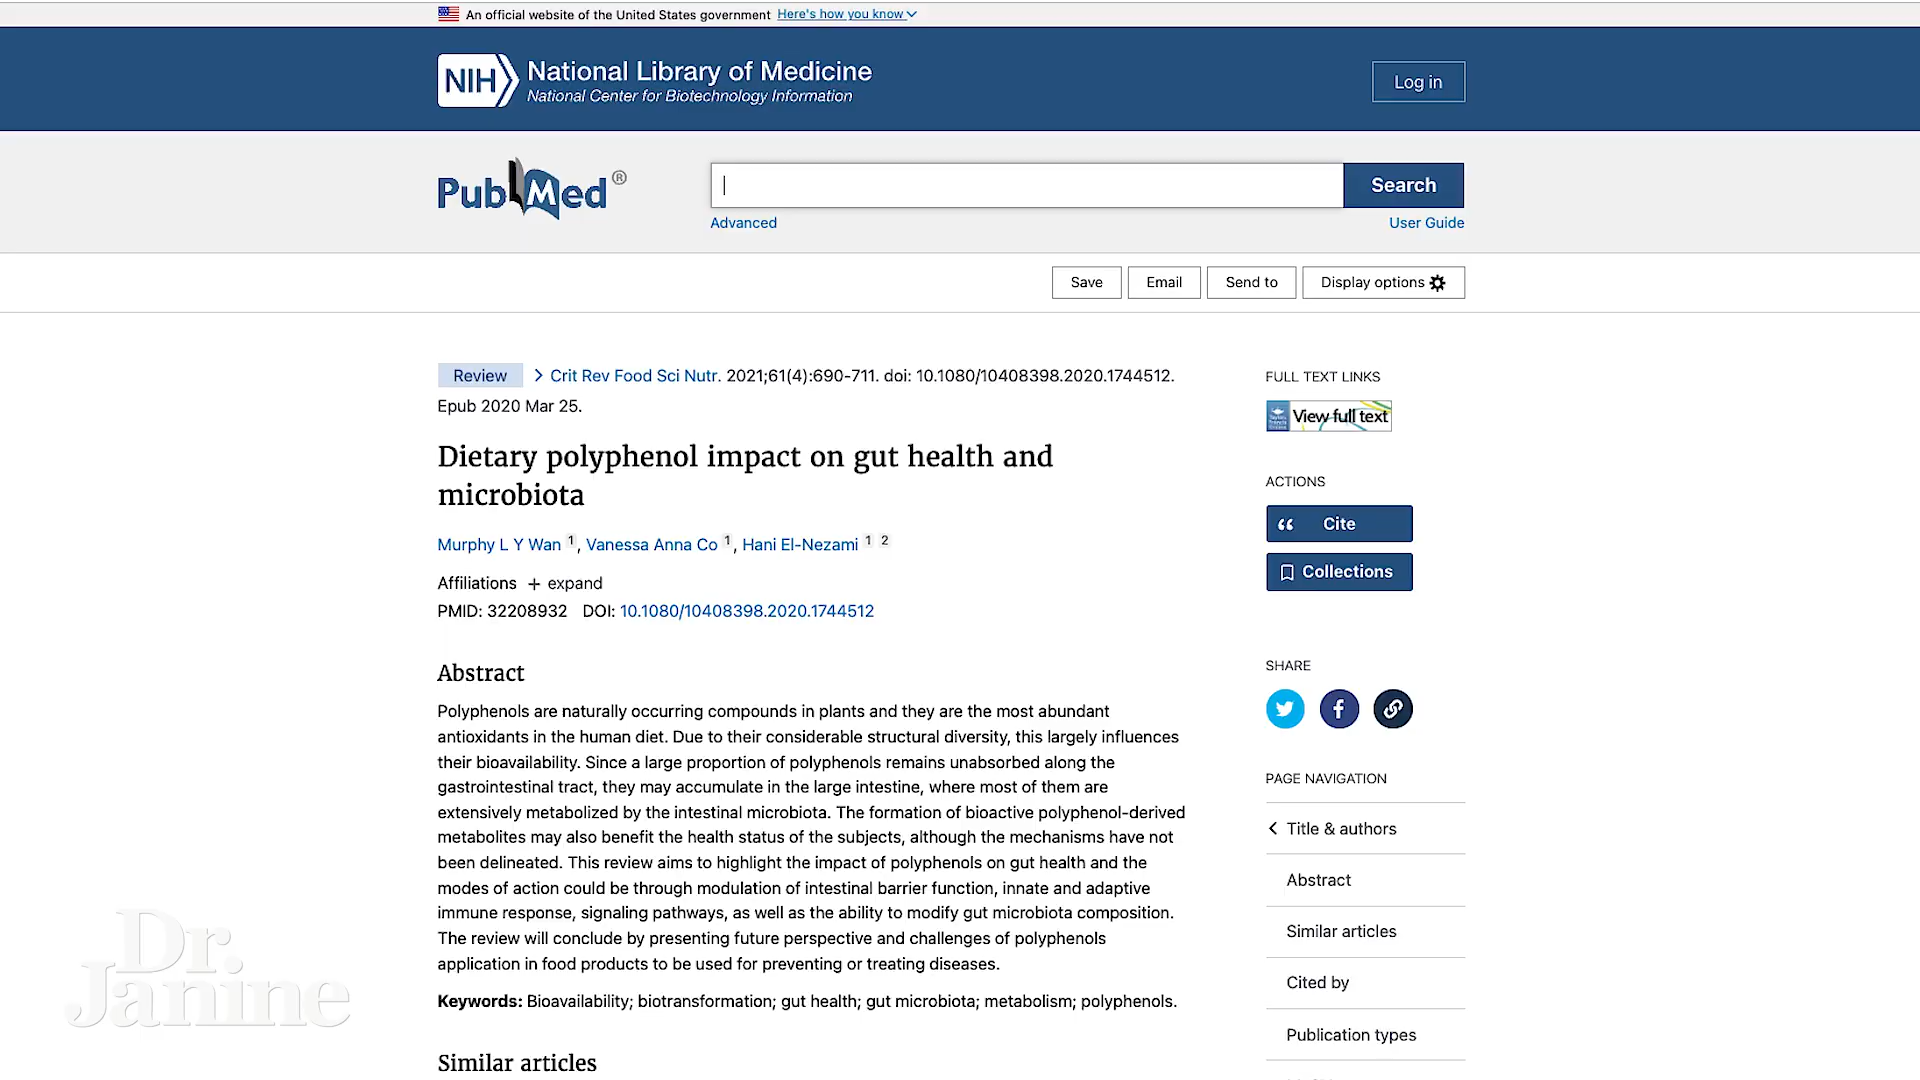 An official website of the United States government Here's how you know
NIH National Library of Medicine
National Center for Biotechnology Information
Log in
PubMed®
Search
Advanced
User Guide
Save
Email
Send to
Display options
Review
Crit Rev Food Sci Nutr. 2021;61(4):690-711. doi: 10.1080/10408398.2020.1744512.
Epub 2020 Mar 25.
Dietary polyphenol impact on gut health and
microbiota
Murphy L Y Wan 1, Vanessa Anna Co 1, Hani El-Nezami 1 2
Affiliations + expand
PMID: 32208932 DOI: 10.1080/10408398.2020.1744512
Abstract
Polyphenols are naturally occurring compounds in plants and they are the most abundant
antioxidants in the human diet. Due to their considerable structural diversity, this largely influences
their bioavailability. Since a large proportion of polyphenols remains unabsorbed along the
gastrointestinal tract, they may accumulate in the large intestine, where most of them are
extensively metabolized by the intestinal microbiota. The formation of bioactive polyphenol-derived
metabolites may also benefit the health status of the subjects, although the mechanisms have not
been delineated. This review aims to highlight the impact of polyphenols on gut health and the
modes of action could be through modulation of intestinal barrier function, innate and adaptive
immune response, signaling pathways, as well as the ability to modify gut microbiota composition.
The review will conclude by presenting future perspective and challenges of polyphenols
application in food products to be used for preventing or treating diseases.
Keywords: Bioavailability; biotransformation; gut health; gut microbiota; metabolism; polyphenols.
Similar articles
FULL TEXT LINKS
View full text
ACTIONS
Cite
Collections
SHARE
PAGE NAVIGATION
Title & authors
Abstract
Similar articles
Cited by
Publication types
Dr.
Janine